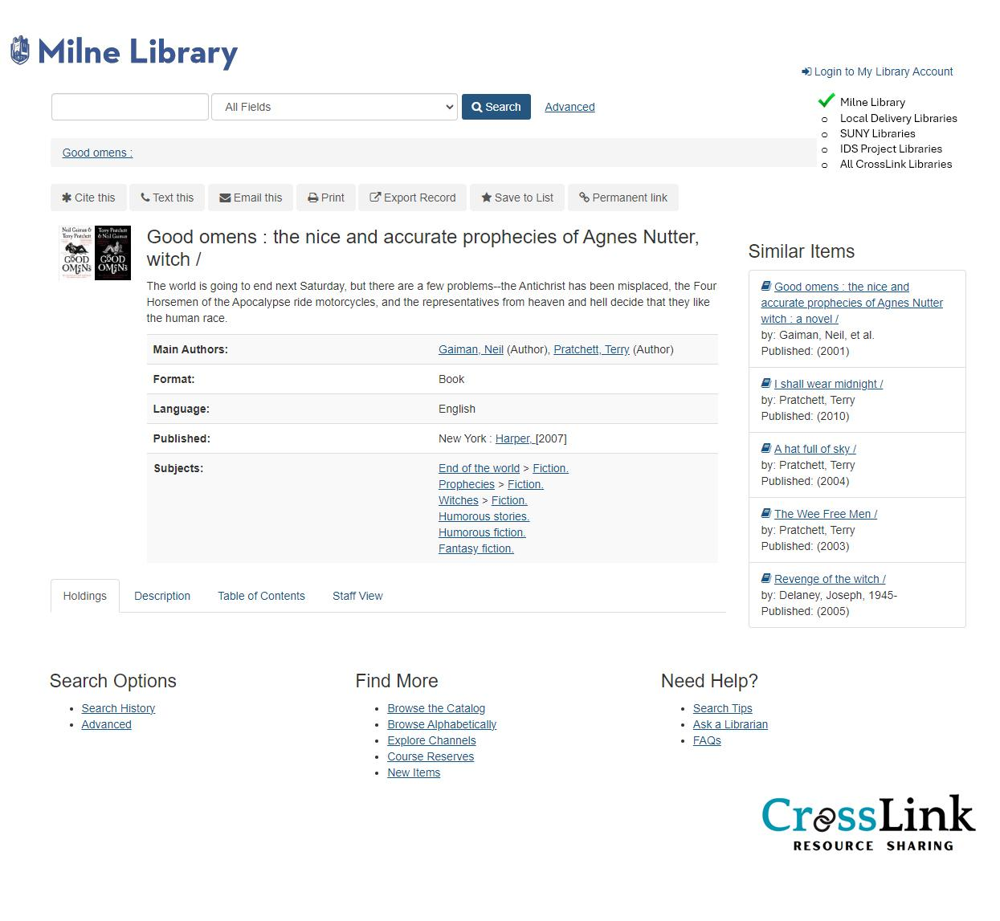 Milne Library
Login to My Library Account
All Fields
Search
Advanced
Milne Library
Local Delivery Libraries
SUNY Libraries
IDS Project Libraries
All CrossLink Libraries
Good omens :
Cite this
Text this
Email this
Print
Export Record
Save to List
Permanent link
Neil Gaiman &
Terry Pratchett
GOOD
OMENS
Terry Pratchett
& Neil Gaiman
GOOD
OMENS
Good omens : the nice and accurate prophecies of Agnes Nutter,
witch /
The world is going to end next Saturday, but there are a few problems--the Antichrist has been misplaced, the Four
Horsemen of the Apocalypse ride motorcycles, and the representatives from heaven and hell decide that they like
the human race.
Main Authors: Gaiman, Neil (Author), Pratchett, Terry (Author)
Format: Book
Language: English
Published: New York : Harper, [2007]
Subjects: End of the world > Fiction.
Prophecies > Fiction.
Witches > Fiction.
Humorous stories.
Humorous fiction.
Fantasy fiction.
Similar Items
Good omens : the nice and
accurate prophecies of Agnes Nutter
witch : a novel /
by: Gaiman, Neil, et al.
Published: (2001)
I shall wear midnight /
by: Pratchett, Terry
Published: (2010)
A hat full of sky /
by: Pratchett, Terry
Published: (2004)
The Wee Free Men /
by: Pratchett, Terry
Published: (2003)
Revenge of the witch /
by: Delaney, Joseph, 1945-
Published: (2005)
Holdings
Description
Table of Contents
Staff View
Search Options
Search History
Advanced
Find More
Browse the Catalog
Browse Alphabetically
Explore Channels
Course Reserves
New Items
Need Help?
Search Tips
Ask a Librarian
FAQs
CrossLink
RESOURCE SHARING